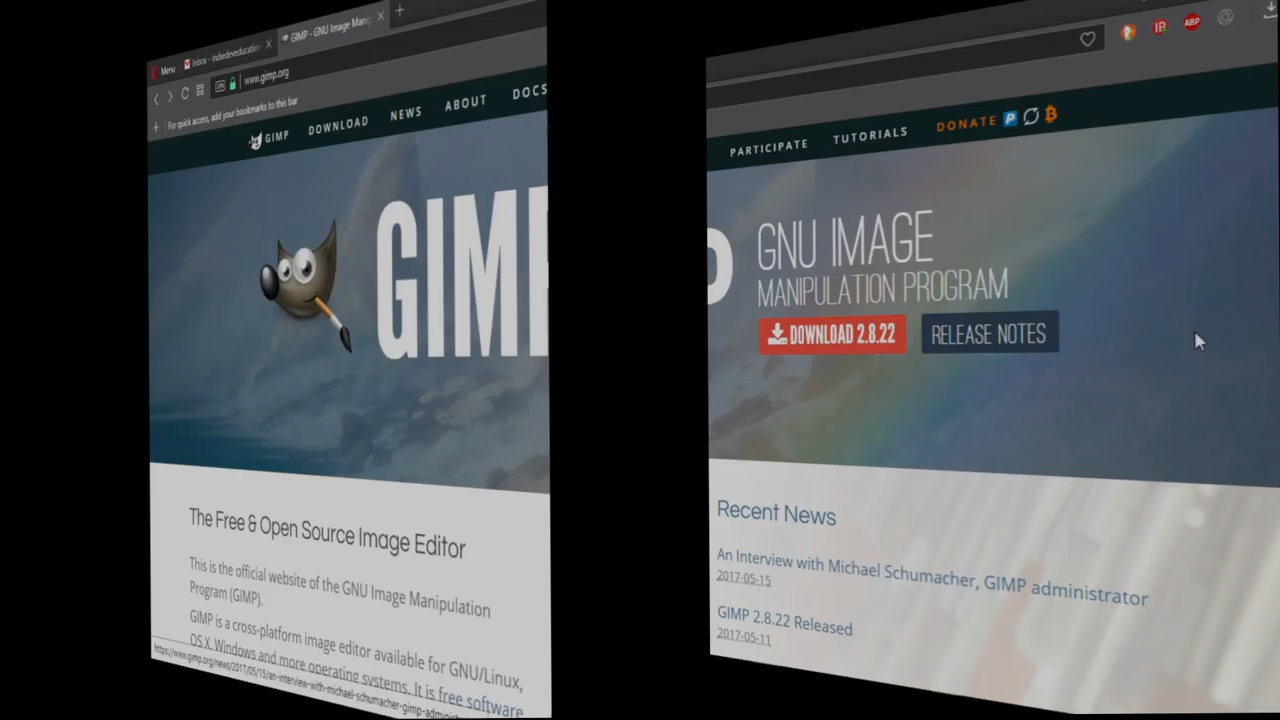 Menu
Inbox - indiedeveducatio
GIMP - GNU Image Mani
www.gimp.org
For quick access, add your bookmarks to this bar
GIMP
DOWNLOAD
NEWS
ABOUT
DOCS
GIMP
The Free & Open Source Image Editor
This is the official website of the GNU Image Manipulation
Program (GIMP).
GIMP is a cross-platform image editor available for GNU/Linux,
OS X, Windows and more operating systems. It is free software
https://www.gimp.org/news/2017/05/15/an-interview-with-michael-schumacher-gimp-administ
ABP
PARTICIPATE
TUTORIALS
DONATE
GNU IMAGE
MANIPULATION PROGRAM
DOWNLOAD 2.8.22
RELEASE NOTES
Recent News
An Interview with Michael Schumacher, GIMP administrator
2017-05-15
GIMP 2.8.22 Released
2017-05-11